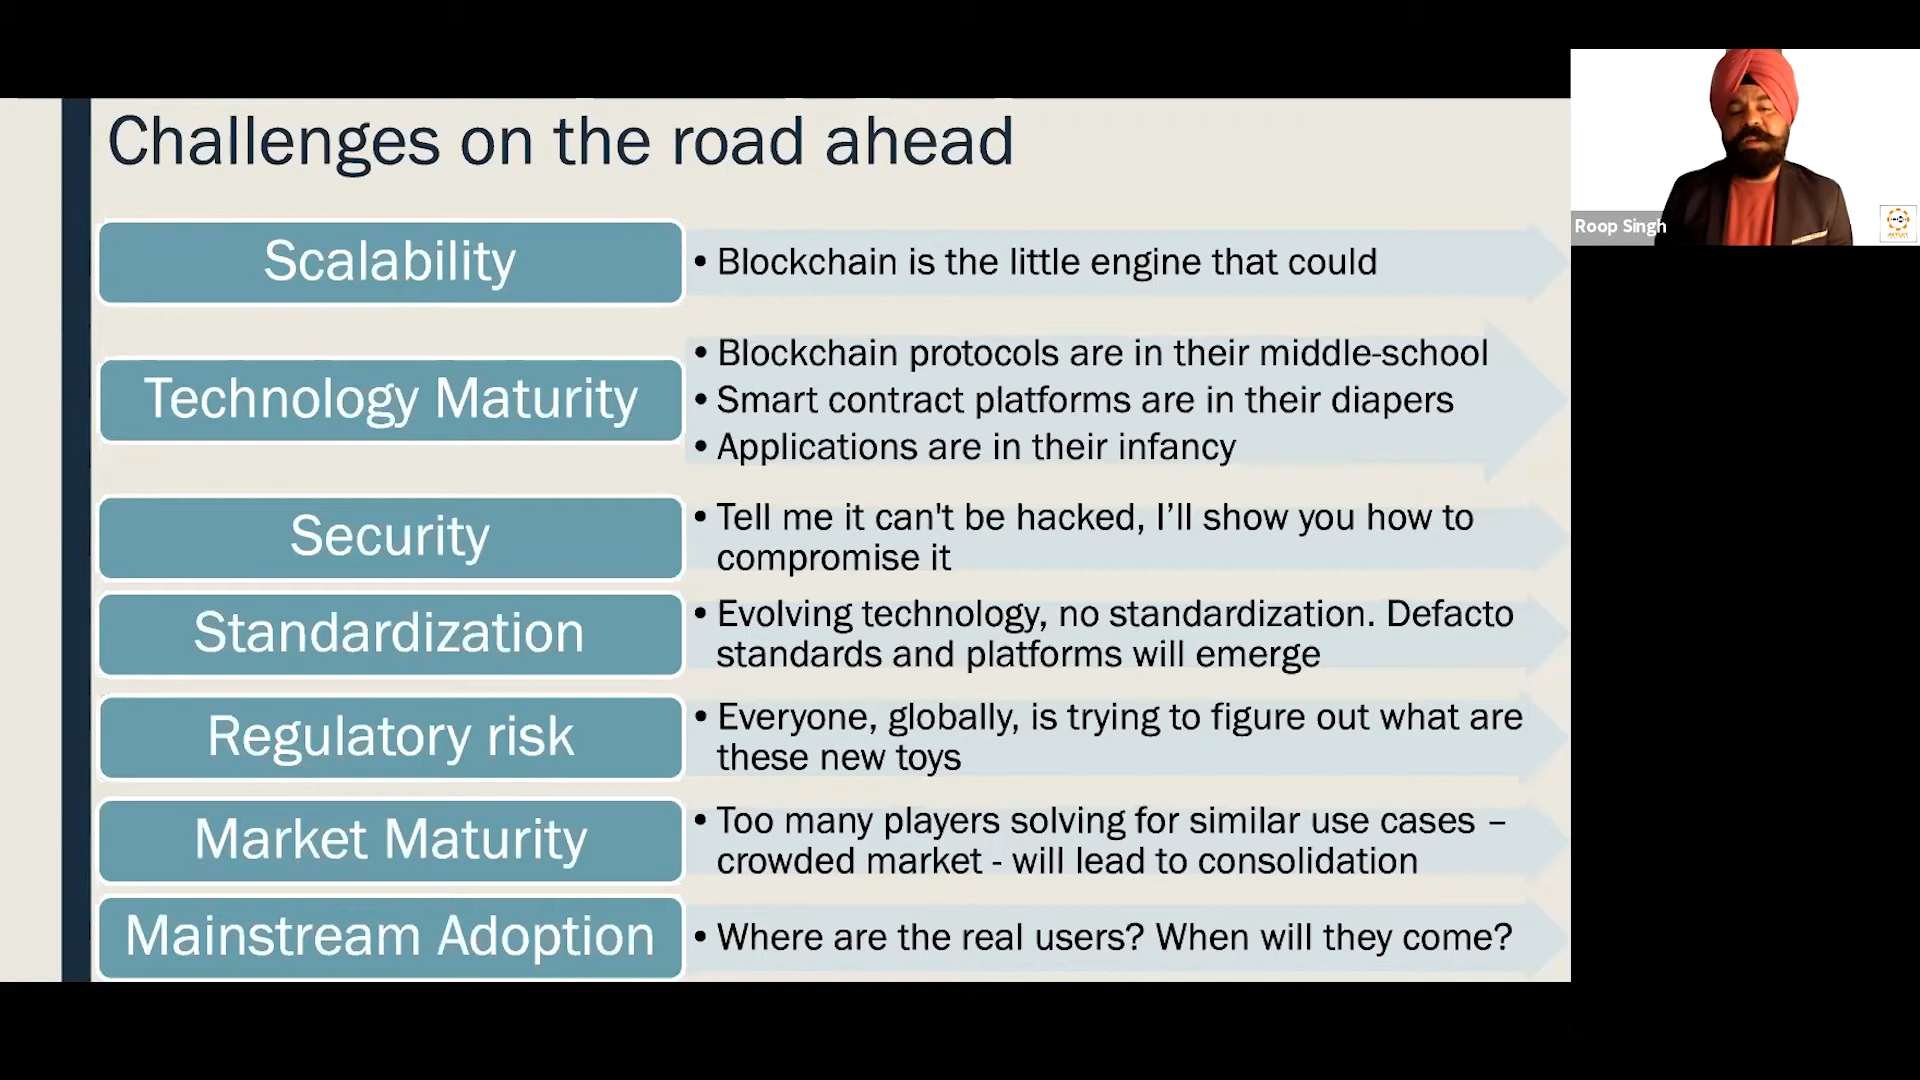 Challenges on the road ahead
Scalability
• Blockchain is the little engine that could
Technology Maturity
• Blockchain protocols are in their middle-school
• Smart contract platforms are in their diapers
• Applications are in their infancy
Security
• Tell me it can't be hacked, I’ll show you how to
compromise it
Standardization
• Evolving technology, no standardization. Defacto
standards and platforms will emerge
Regulatory risk
• Everyone, globally, is trying to figure out what are
these new toys
Market Maturity
• Too many players solving for similar use cases –
crowded market - will lead to consolidation
Mainstream Adoption
• Where are the real users? When will they come?
Roop Singh